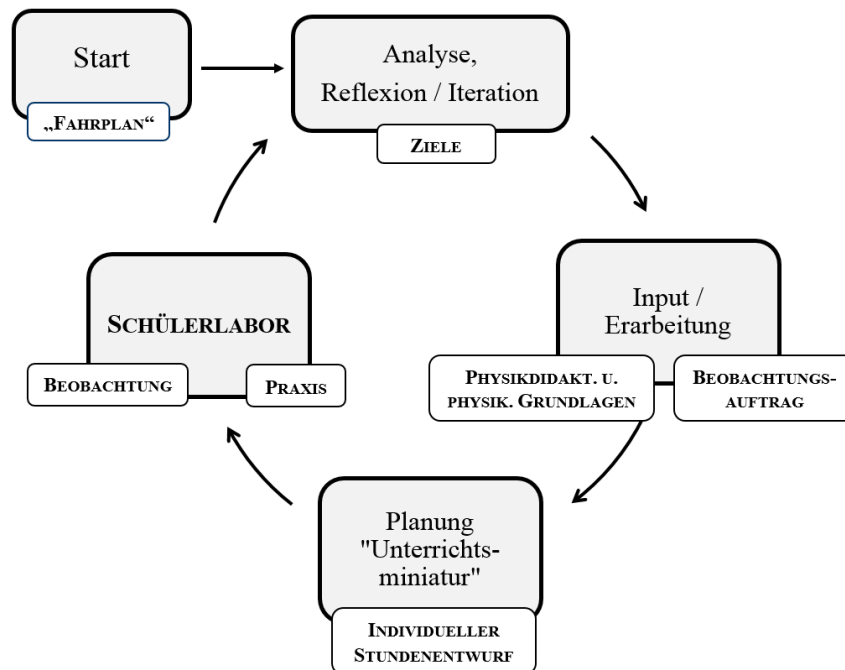 Start
„FAHRPLAN“
Analyse,
Reflexion / Iteration
ZIELE
Input /
Erarbeitung
PHYSIKDIDAKT. U.
PHYSIK. GRUNDLAGEN
BEOBACHTUNGS-
AUFTRAG
Planung
"Unterrichts-
miniatur"
INDIVIDUELLER
STUNDENENTWURF
SCHÜLERLABOR
BEOBACHTUNG
PRAXIS